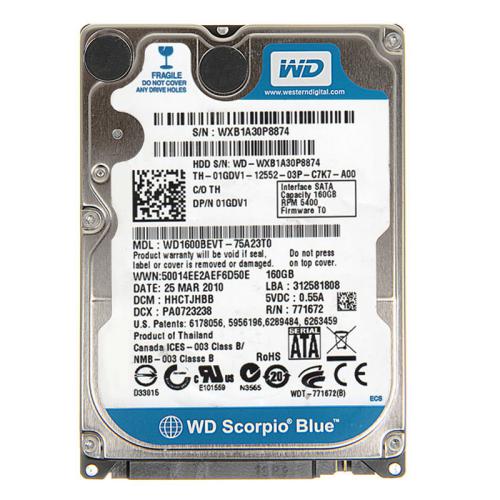 FRAGILE
DO NOT COVER
ANY DRIVE HOLES
WD
www.westerndigital.com
S/N : WXB1A30P8874
HDD S/N: WD-WXB1A30P8874
TH-01GDV1-12552-03P-C7K7-A00
C/O TH
DP/N 01GDV1
Interface SATA
Capacity 160GB
RPM 5400
Firmware T0
MDL : WD1600BEVT-75A23T0
Product warranty will be void if seal,
label or cover is removed or damaged.
Do not press
on top cover.
WWN:50014EE2AEF6D50E
160GB
DATE: 25 MAR 2010
LBA : 312581808
DCM : HHCTJHBB
5VDC : 0.55A
DCX : PA0723238
R/N : 771672
U.S. Patents: 6178056, 5956196,6289484, 6263459
Product of Thailand
Canada ICES-003 Class B/
NMB-003 Classe B
RoHS
SERIAL
SATA
D33015
E101559
N3565
20
WDT-771672(B)
ECS
WD Scorpio® Blue™